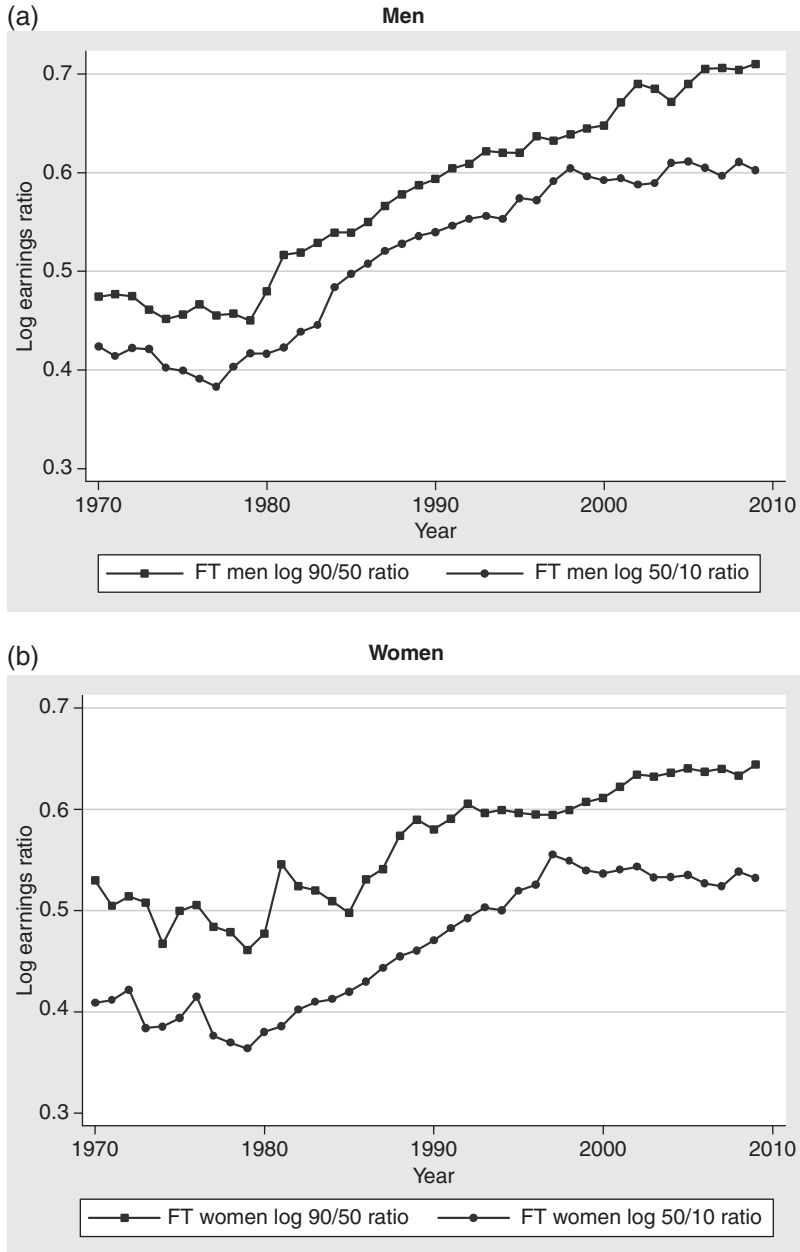 (a) Men
0.7
0.6
0.5
0.4
0.3
Log earnings ratio
1970 1980 1990 2000 2010
Year
FT men log 90/50 ratio FT men log 50/10 ratio
(b) Women
0.7
0.6
0.5
0.4
0.3
Log earnings ratio
1970 1980 1990 2000 2010
Year
FT women log 90/50 ratio FT women log 50/10 ratio